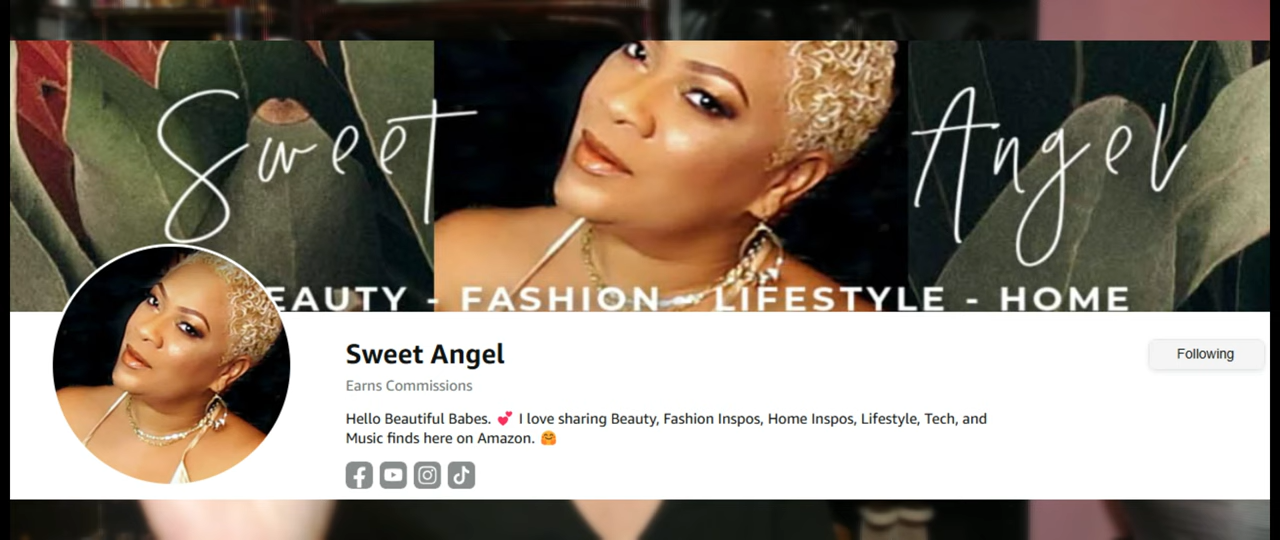 Sweet Angel
EAUTY - FASHION - LIFESTYLE - HOME
Sweet Angel
Following
Earns Commissions
Hello Beautiful Babes. 💕 I love sharing Beauty, Fashion Inspos, Home Inspos, Lifestyle, Tech, and
Music finds here on Amazon. 🤗